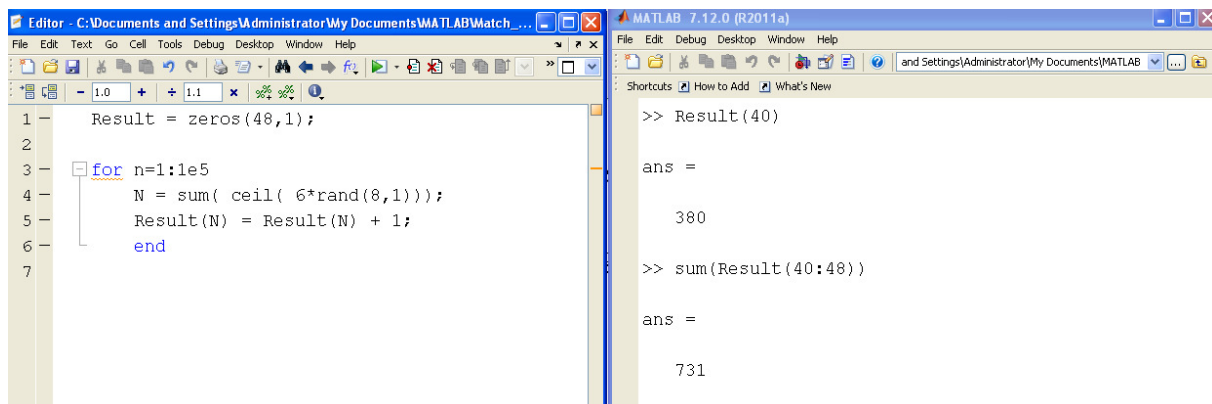 Editor - C:\Documents and Settings\Administrator\My Documents\MATLAB\Match_...
File Edit Text Go Cell Tools Debug Desktop Window Help
- 1.0 + ÷ 1.1 ×
1 - Result = zeros(48,1);
2
3 - for n=1:1e5
4 - N = sum( ceil( 6*rand(8,1)));
5 - Result(N) = Result(N) + 1;
6 - end
7
MATLAB 7.12.0 (R2011a)
File Edit Debug Desktop Window Help
and Settings\Administrator\My Documents\MATLAB
Shortcuts How to Add What's New
>> Result(40)
ans =
380
>> sum(Result(40:48))
ans =
731